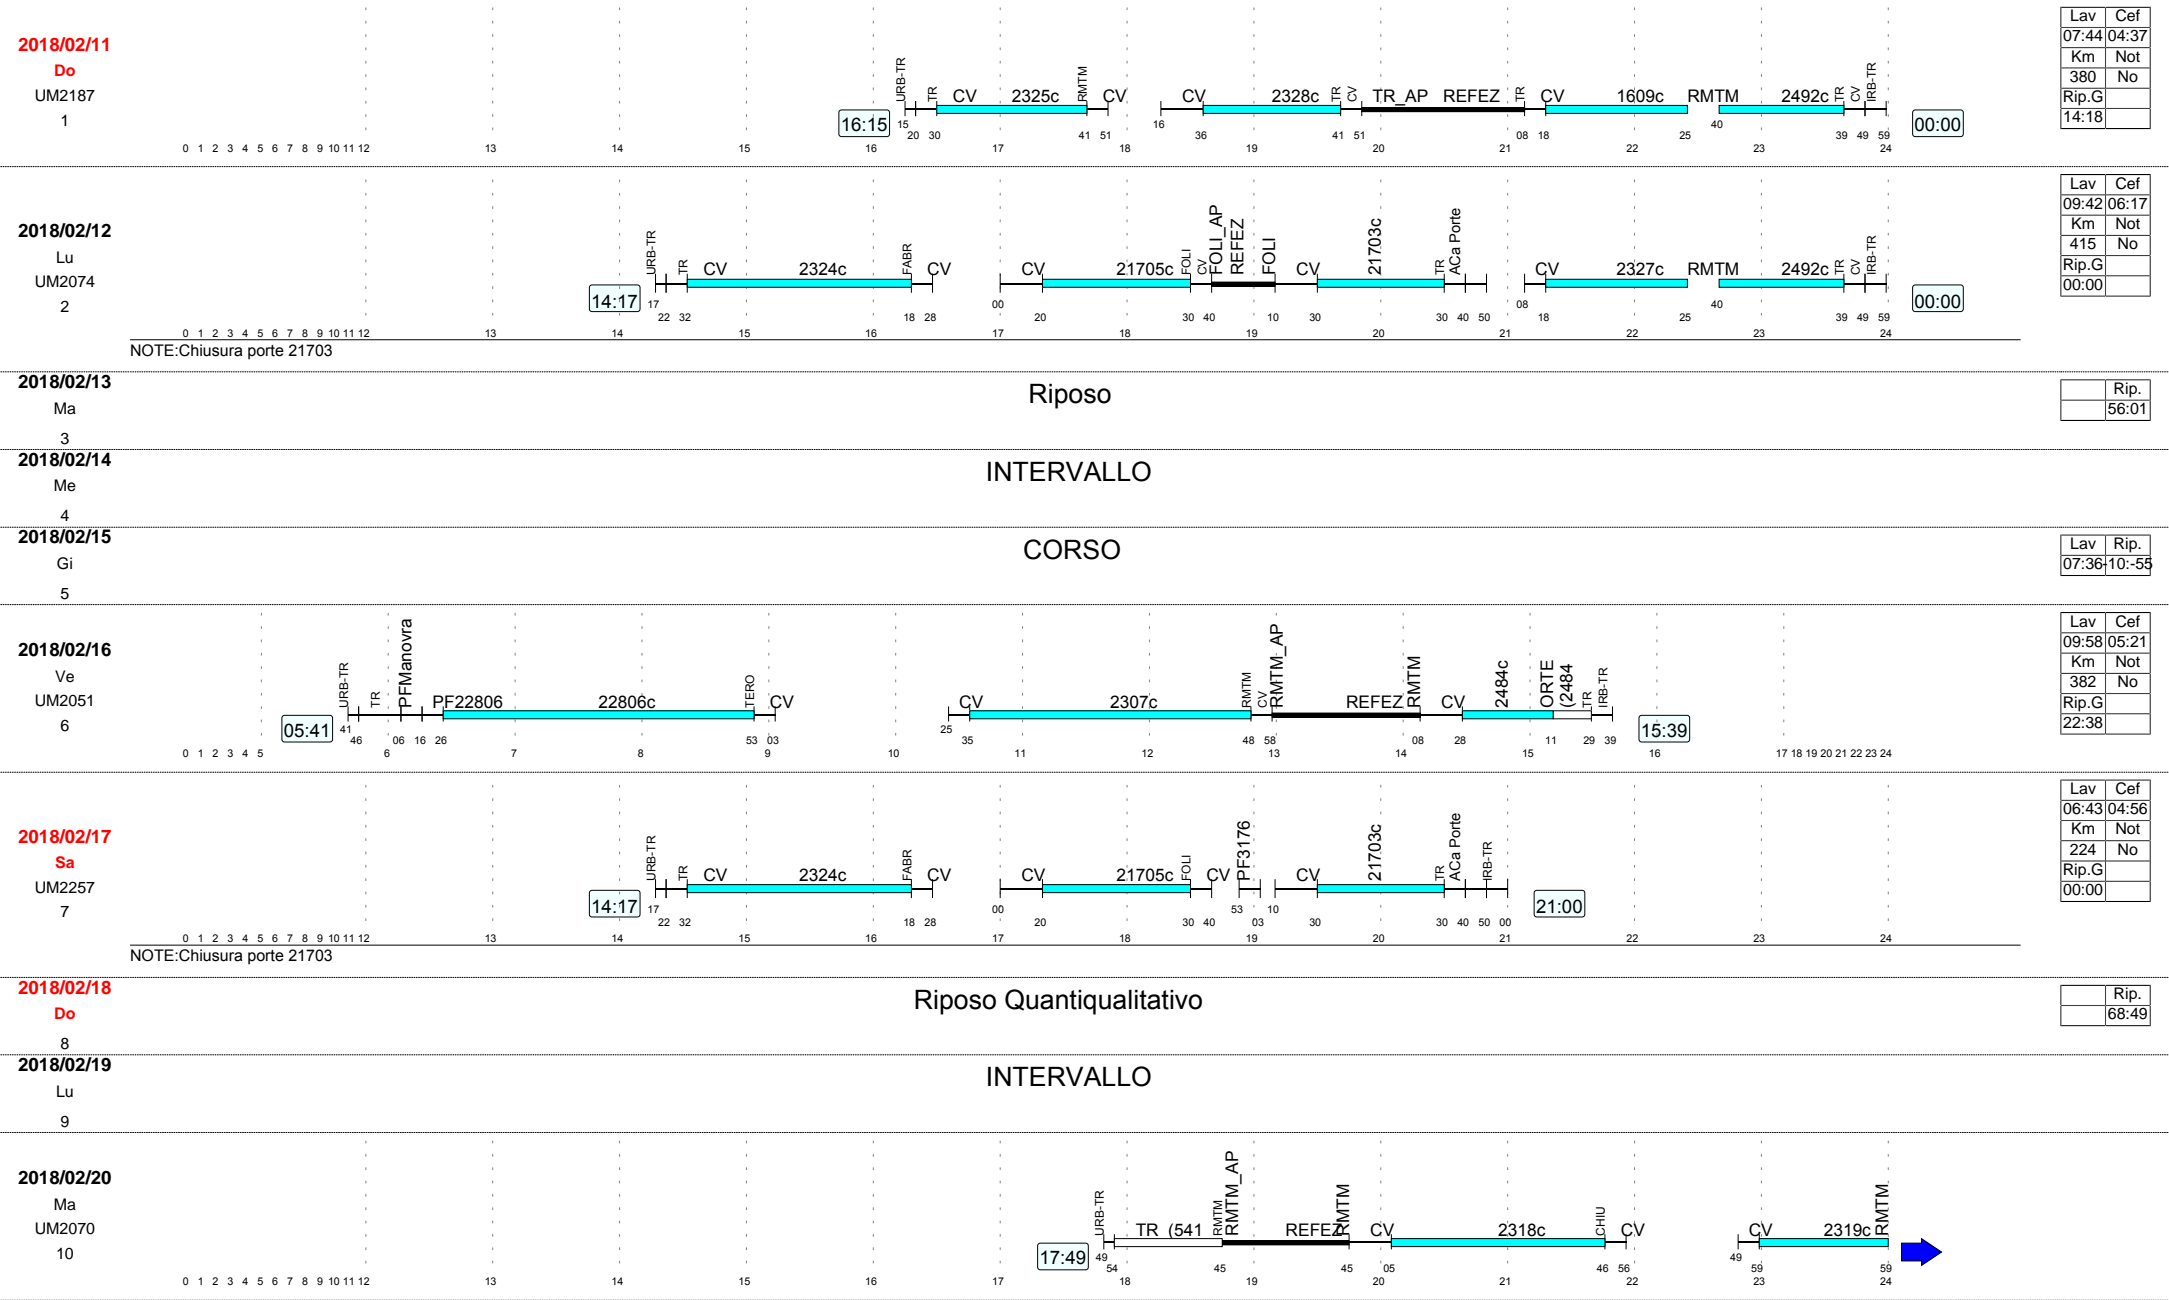 2018/02/11
Do
UM2187
1
16:15
URB-TR TR CV 2325c RMTM CV CV 2328c TR CV TR_AP REFEZ TR CV 1609c RMTM 2492c TR CV IRB-TR
15 20 30 41 51 16 36 41 51 08 18 25 40 39 49 59
00:00
0 1 2 3 4 5 6 7 8 9 10 11 12 13 14 15 16 17 18 19 20 21 22 23 24
Lav Cef
07:44 04:37
Km Not
380 No
Rip.G
14:18
2018/02/12
Lu
UM2074
2
14:17
URB-TR TR CV 2324c FABR CV CV 21705c FOLI CV FOLI_AP REFEZ FOLI CV 21703c TR ACa Porte CV 2327c RMTM 2492c TR CV IRB-TR
17 22 32 18 28 00 20 30 40 10 30 30 40 50 08 18 25 40 39 49 59
00:00
0 1 2 3 4 5 6 7 8 9 10 11 12 13 14 15 16 17 18 19 20 21 22 23 24
NOTE:Chiusura porte 21703
Lav Cef
09:42 06:17
Km Not
415 No
Rip.G
00:00
2018/02/13
Ma
3
Riposo
Rip.
56:01
2018/02/14
Me
4
INTERVALLO
2018/02/15
Gi
5
CORSO
Lav Rip.
07:36 -10:-55
2018/02/16
Ve
UM2051
6
05:41
URB-TR TR PFManovra PF22806 22806c TERO CV CV 2307c RMTM CV RMTM_AP REFEZ RMTM CV 2484c ORTE (2484 TR IRB-TR
41 46 06 16 26 53 03 25 35 48 58 08 28 11 29 39
15:39
0 1 2 3 4 5 6 7 8 9 10 11 12 13 14 15 16 17 18 19 20 21 22 23 24
Lav Cef
09:58 05:21
Km Not
382 No
Rip.G
22:38
2018/02/17
Sa
UM2257
7
14:17
URB-TR TR CV 2324c FABR CV CV 21705c FOLI CV PF3176 CV 21703c TR ACa Porte IRB-TR
17 22 32 18 28 00 20 30 40 53 03 10 30 30 40 50 00
21:00
0 1 2 3 4 5 6 7 8 9 10 11 12 13 14 15 16 17 18 19 20 21 22 23 24
NOTE:Chiusura porte 21703
Lav Cef
06:43 04:56
Km Not
224 No
Rip.G
00:00
2018/02/18
Do
8
Riposo Quantiqualitativo
Rip.
68:49
2018/02/19
Lu
9
INTERVALLO
2018/02/20
Ma
UM2070
10
17:49
URB-TR TR (541 RMTM RMTM_AP REFEZ RMTM CV 2318c CHIU CV CV 2319c RMTM
49 54 45 45 05 46 56 49 59 59
0 1 2 3 4 5 6 7 8 9 10 11 12 13 14 15 16 17 18 19 20 21 22 23 24